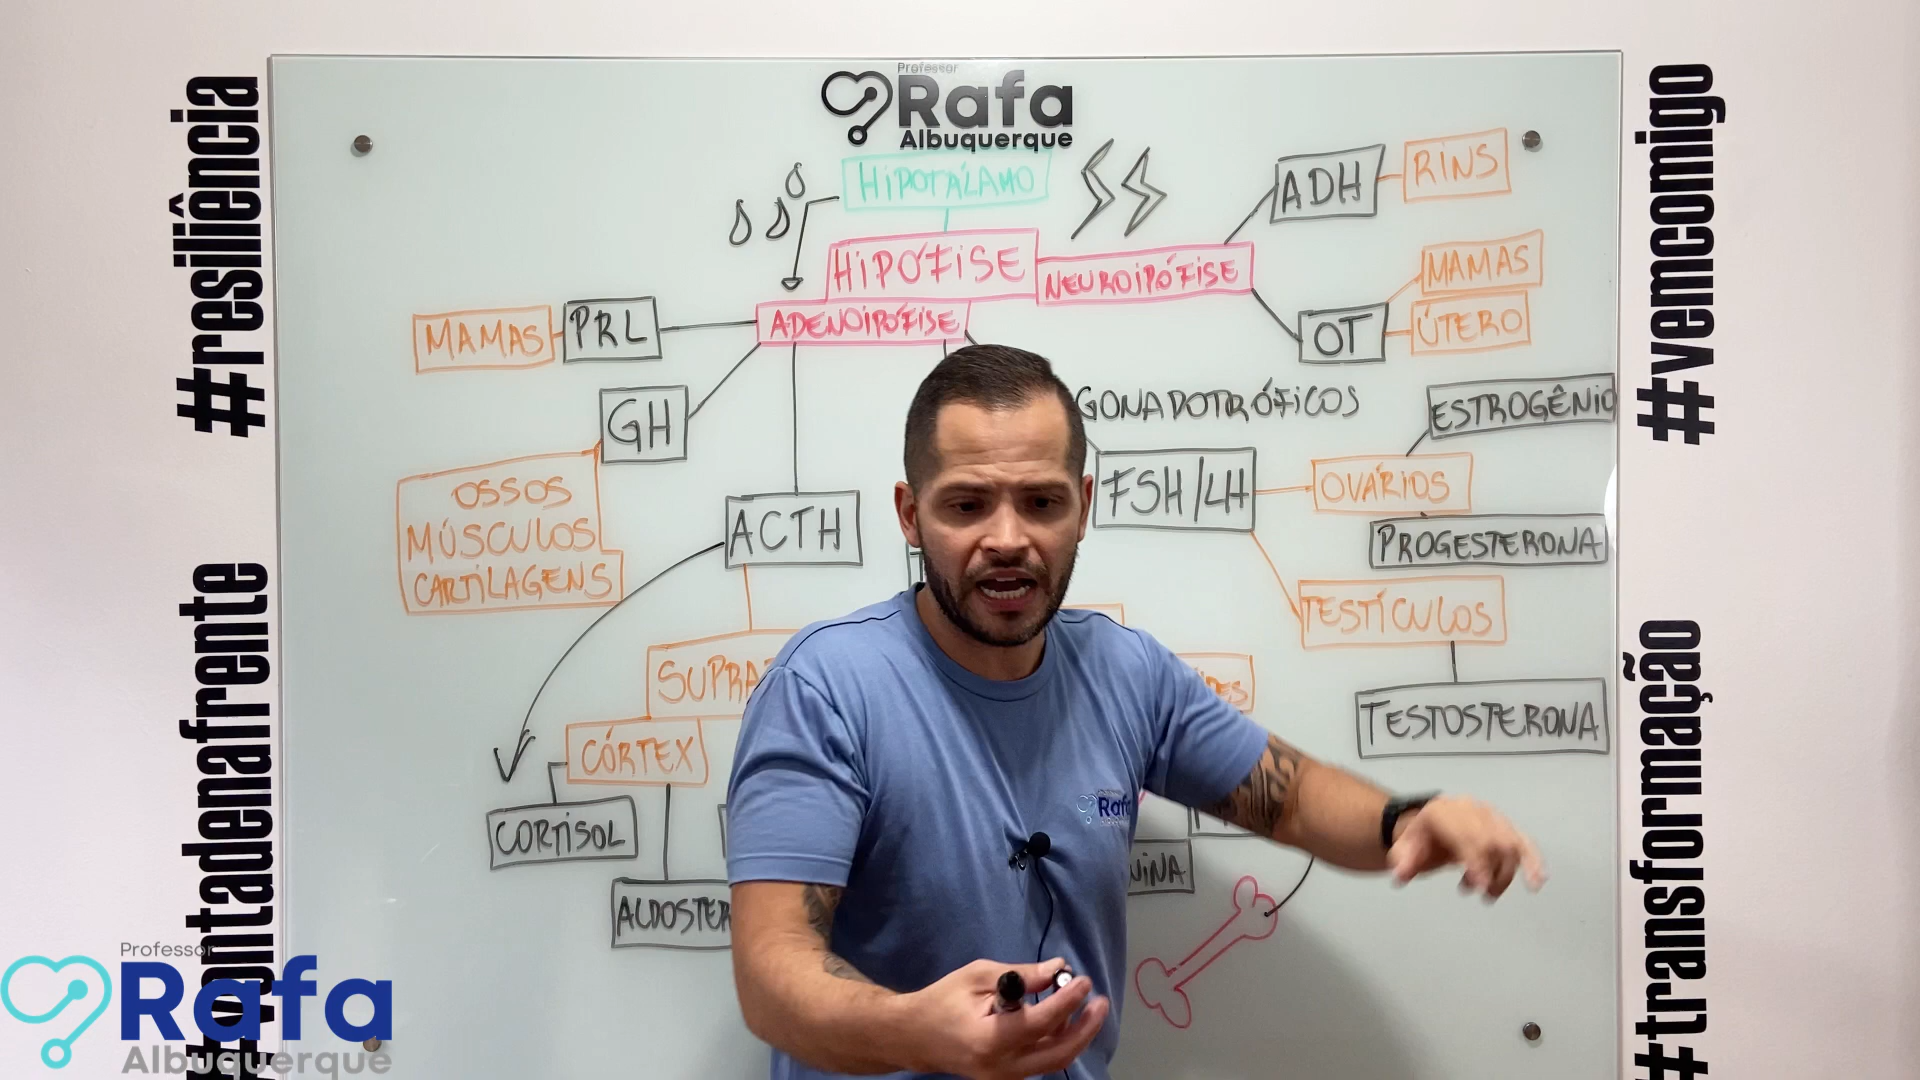 Professor
Rafa
Albuquerque
#resiliência
#vontadenafrente
#vemcomigo
#transformação
HIPOTÁLAMO
HIPÓFISE
NEUROIPÓFISE
ADENOIPÓFISE
ADH
RINS
OT
MAMAS
ÚTERO
MAMAS
PRL
GH
OSSOS
MÚSCULOS
CARTILAGENS
ACTH
CÓRTEX
CORTISOL
GONADOTRÓFICOS
FSH/LH
OVÁRIOS
ESTROGÊNIO
PROGESTERONA
TESTÍCULOS
TESTOSTERONA
Professor
Rafa
Albuquerque